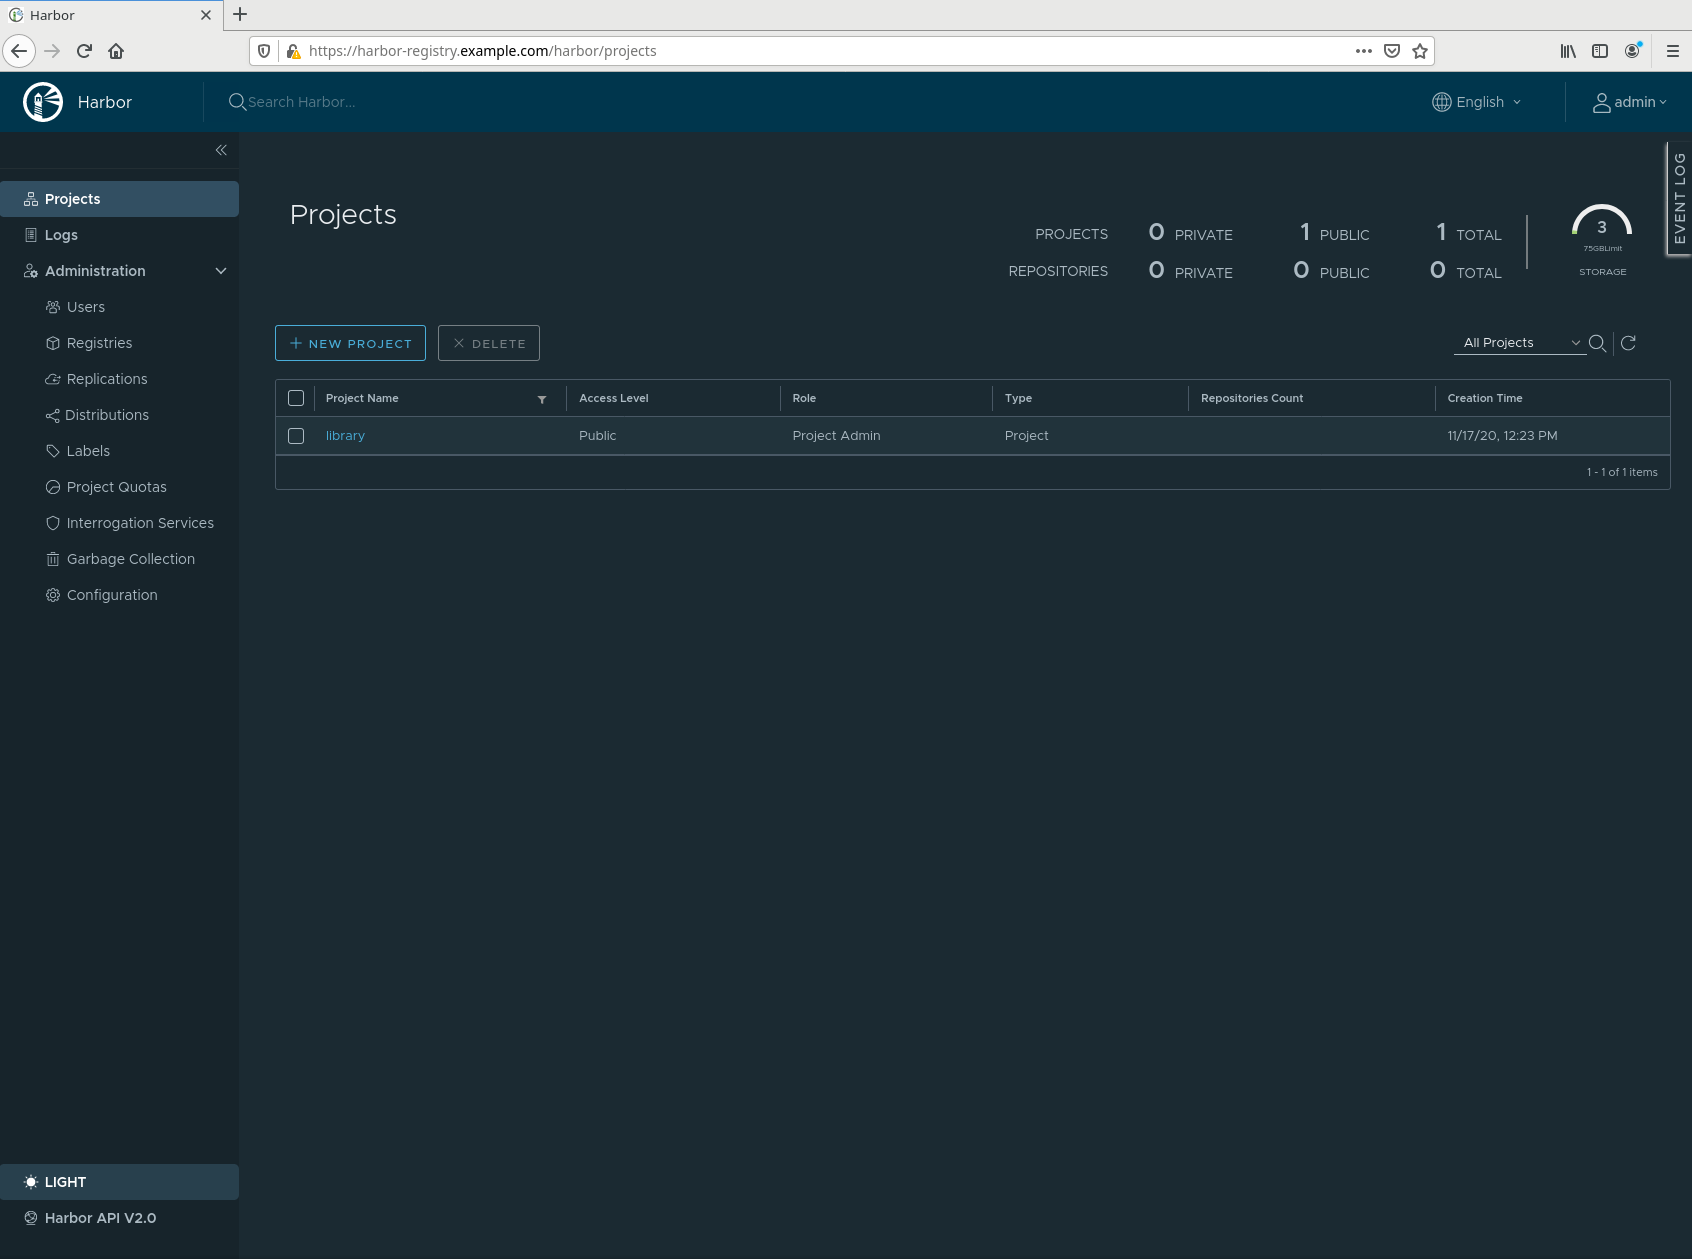 Harbor
https://harbor-registry.example.com/harbor/projects
Harbor
Search Harbor...
English
admin
EVENT LOG
Projects
Logs
Administration
Users
Registries
Replications
Distributions
Labels
Project Quotas
Interrogation Services
Garbage Collection
Configuration
LIGHT
Harbor API V2.0
Projects
PROJECTS 0 PRIVATE 1 PUBLIC 1 TOTAL
REPOSITORIES 0 PRIVATE 0 PUBLIC 0 TOTAL
3
75GBLimit
STORAGE
NEW PROJECT
DELETE
All Projects
Project Name Access Level Role Type Repositories Count Creation Time
library Public Project Admin Project 11/17/20, 12:23 PM
1 - 1 of 1 items